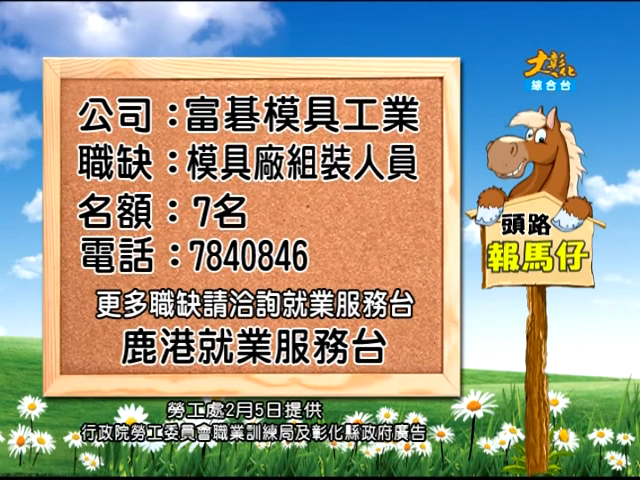 大彰化
綜合台
公司：富碁模具工業
職缺：模具廠組裝人員
名額：7名
電話：7840846
更多職缺請洽詢就業服務台
鹿港就業服務台
頭路
報馬仔
勞工處2月5日提供
行政院勞工委員會職業訓練局及彰化縣政府廣告